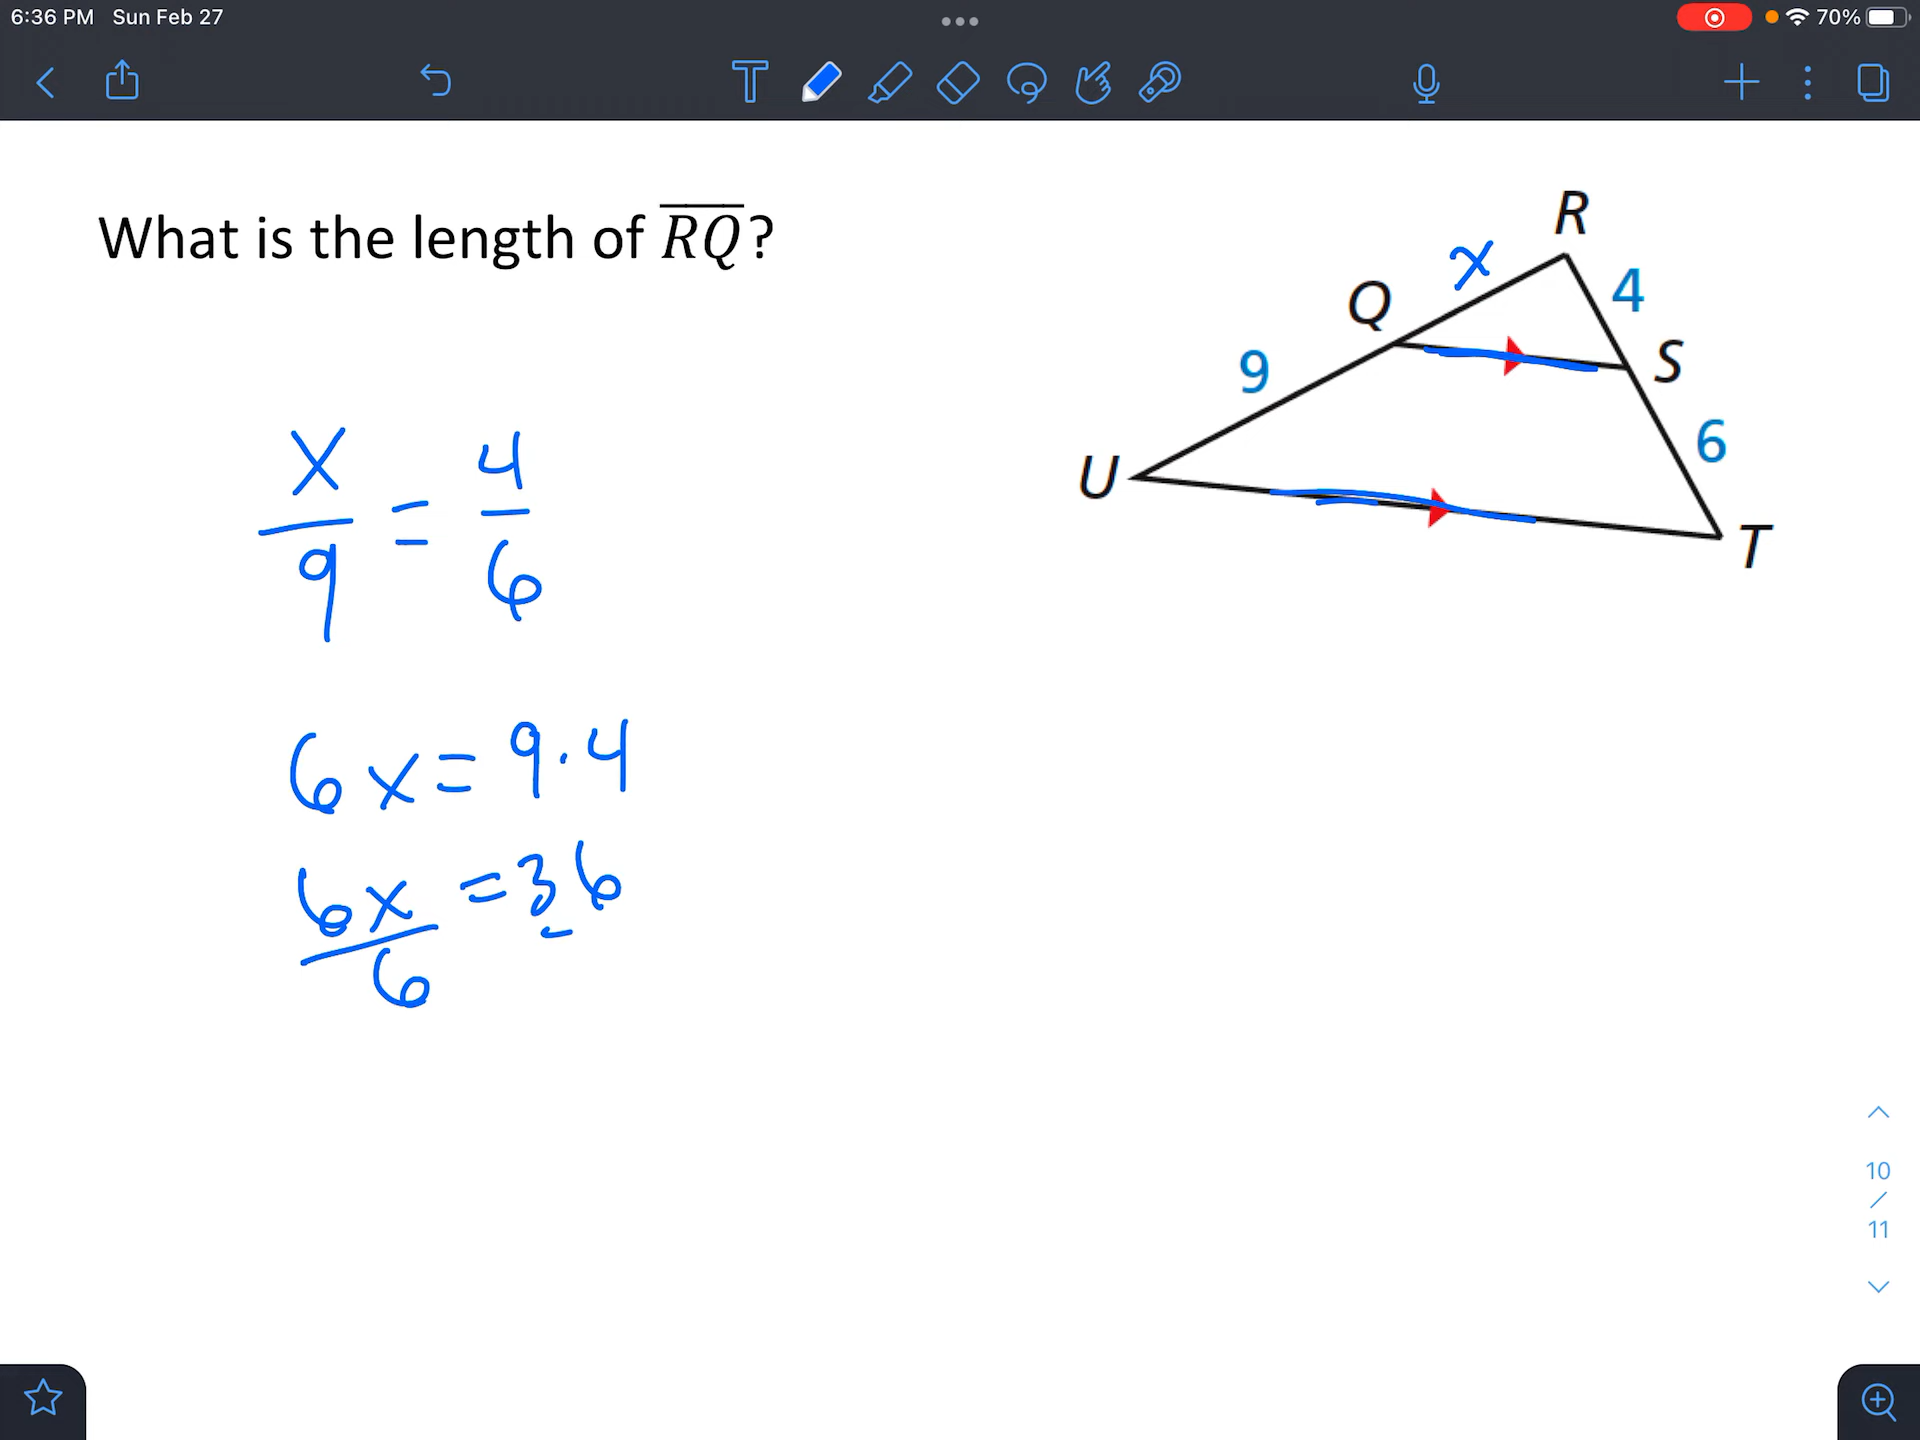 6:36 PM Sun Feb 27
70%
What is the length of RQ?
R
x
4
Q
S
9
6
U
T
x/9 = 4/6
6x = 9·4
6x/6 = 36
10
/
11